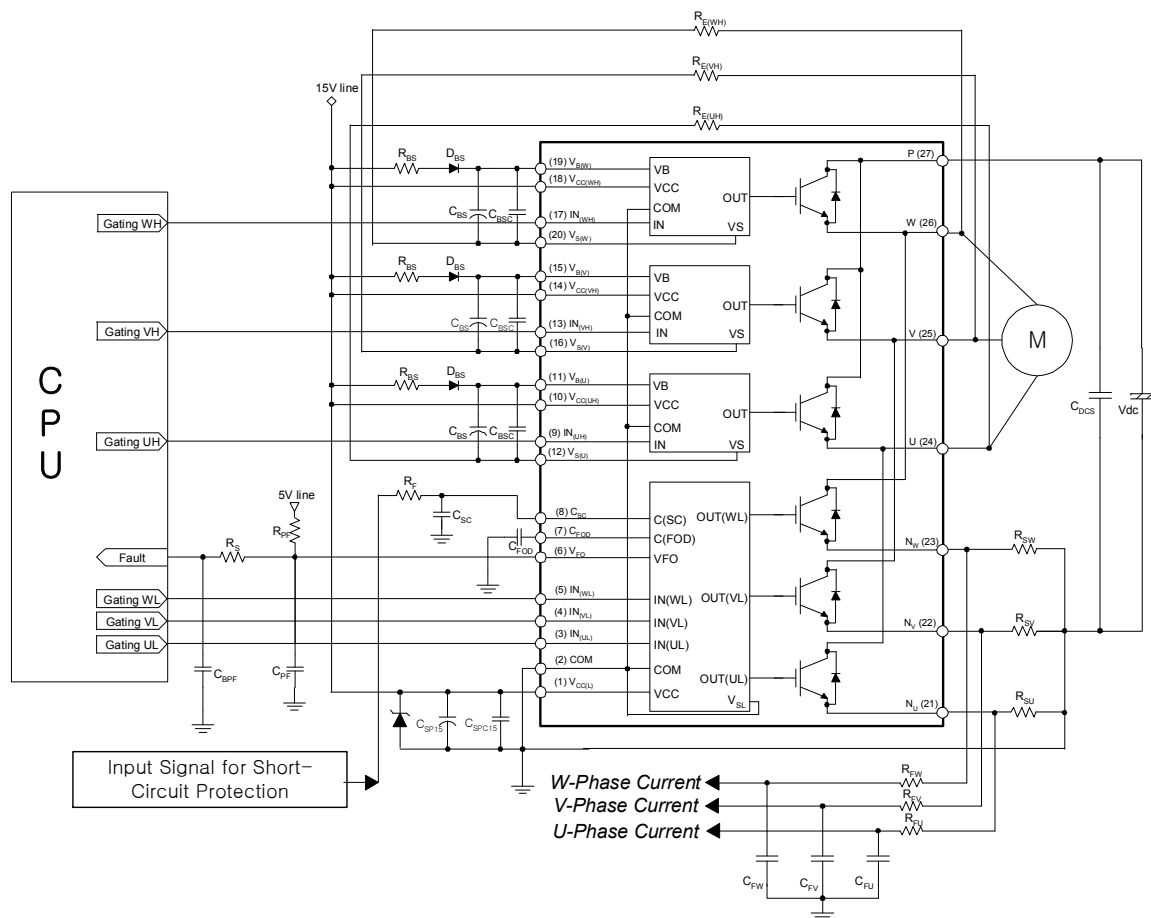 R_E(WH)
R_E(VH)
R_E(UH)
15V line
CPU
Gating WH
Gating VH
Gating UH
Fault
Gating WL
Gating VL
Gating UL
R_BS
D_BS
C_BS
C_BSC
R_BS
D_BS
C_BS
C_BSC
R_BS
D_BS
C_BS
C_BSC
R_F
C_SC
5V line
R_PF
R_S
C_FOD
C_BPF
C_PF
C_SP15
C_SPC15
(19) V_B(W)
(18) V_CC(WH)
(17) IN_(WH)
(20) V_S(W)
(15) V_B(V)
(14) V_CC(VH)
(13) IN_(VH)
(16) V_S(V)
(11) V_B(U)
(10) V_CC(UH)
(9) IN_(UH)
(12) V_S(U)
(8) C_SC
(7) C_FOD
(6) V_FO
(5) IN_(WL)
(4) IN_(VL)
(3) IN_(UL)
(2) COM
(1) V_CC(L)
VB
VCC
COM
IN
OUT
VS
VB
VCC
COM
IN
OUT
VS
VB
VCC
COM
IN
OUT
VS
C(SC)
C(FOD)
VFO
IN(WL)
IN(VL)
IN(UL)
COM
VCC
OUT(WL)
OUT(VL)
OUT(UL)
V_SL
P (27)
W (26)
V (25)
U (24)
N_W (23)
N_V (22)
N_U (21)
M
C_DCS
Vdc
R_SW
R_SV
R_SU
Input Signal for Short-
Circuit Protection
W-Phase Current
V-Phase Current
U-Phase Current
R_FW
R_FV
R_FU
C_FW
C_FV
C_FU